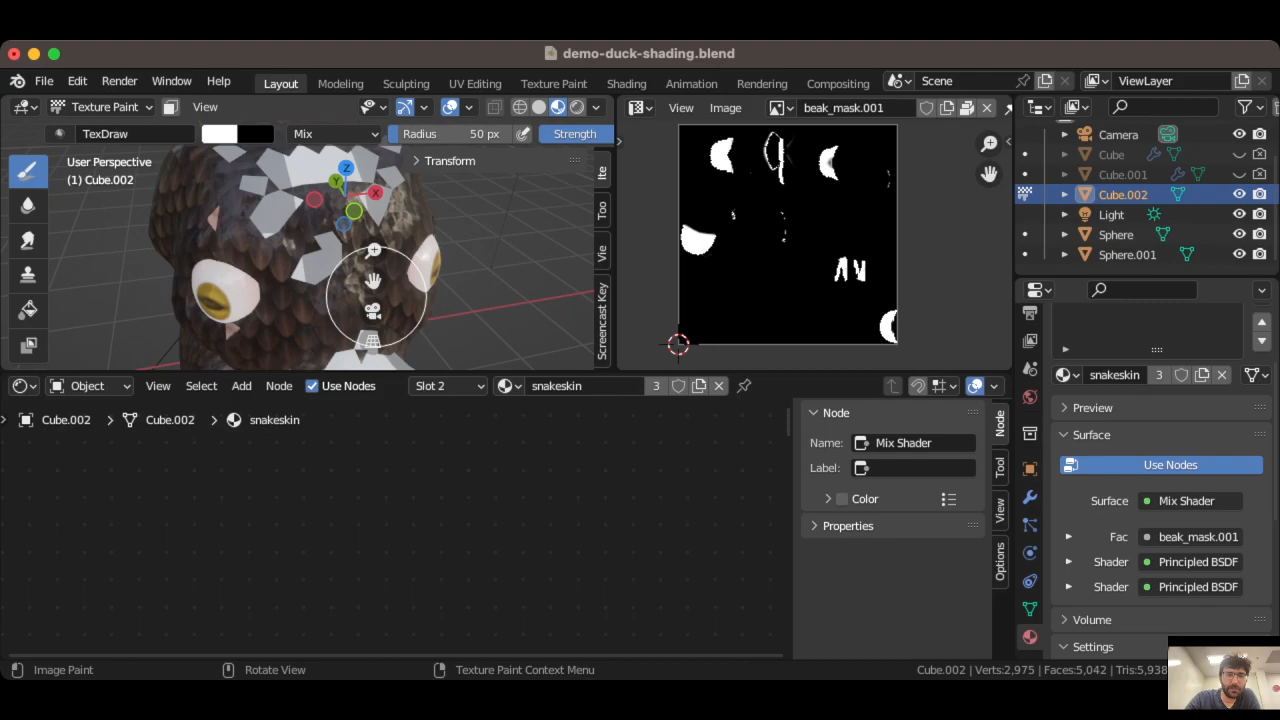 demo-duck-shading.blend
File Edit Render Window Help Layout Modeling Sculpting UV Editing Texture Paint Shading Animation Rendering Compositing Scene ViewLayer
Texture Paint View
View Image beak_mask.001
TexDraw Mix Radius 50 px Strength
User Perspective
(1) Cube.002
Transform
Z
Y
X
Ite
Too
Vie
Screencast Key
Camera
Cube
Cube.001
Cube.002
Light
Sphere
Sphere.001
Object View Select Add Node Use Nodes Slot 2 snakeskin 3
Cube.002 Cube.002 snakeskin
Node
Name: Mix Shader
Label:
Color
Properties
Node
Tool
View
Options
snakeskin 3
Preview
Surface
Use Nodes
Surface Mix Shader
Fac beak_mask.001
Shader Principled BSDF
Shader Principled BSDF
Volume
Settings
Image Paint Rotate View Texture Paint Context Menu Cube.002 | Verts:2,975 | Faces:5,042 | Tris:5,938